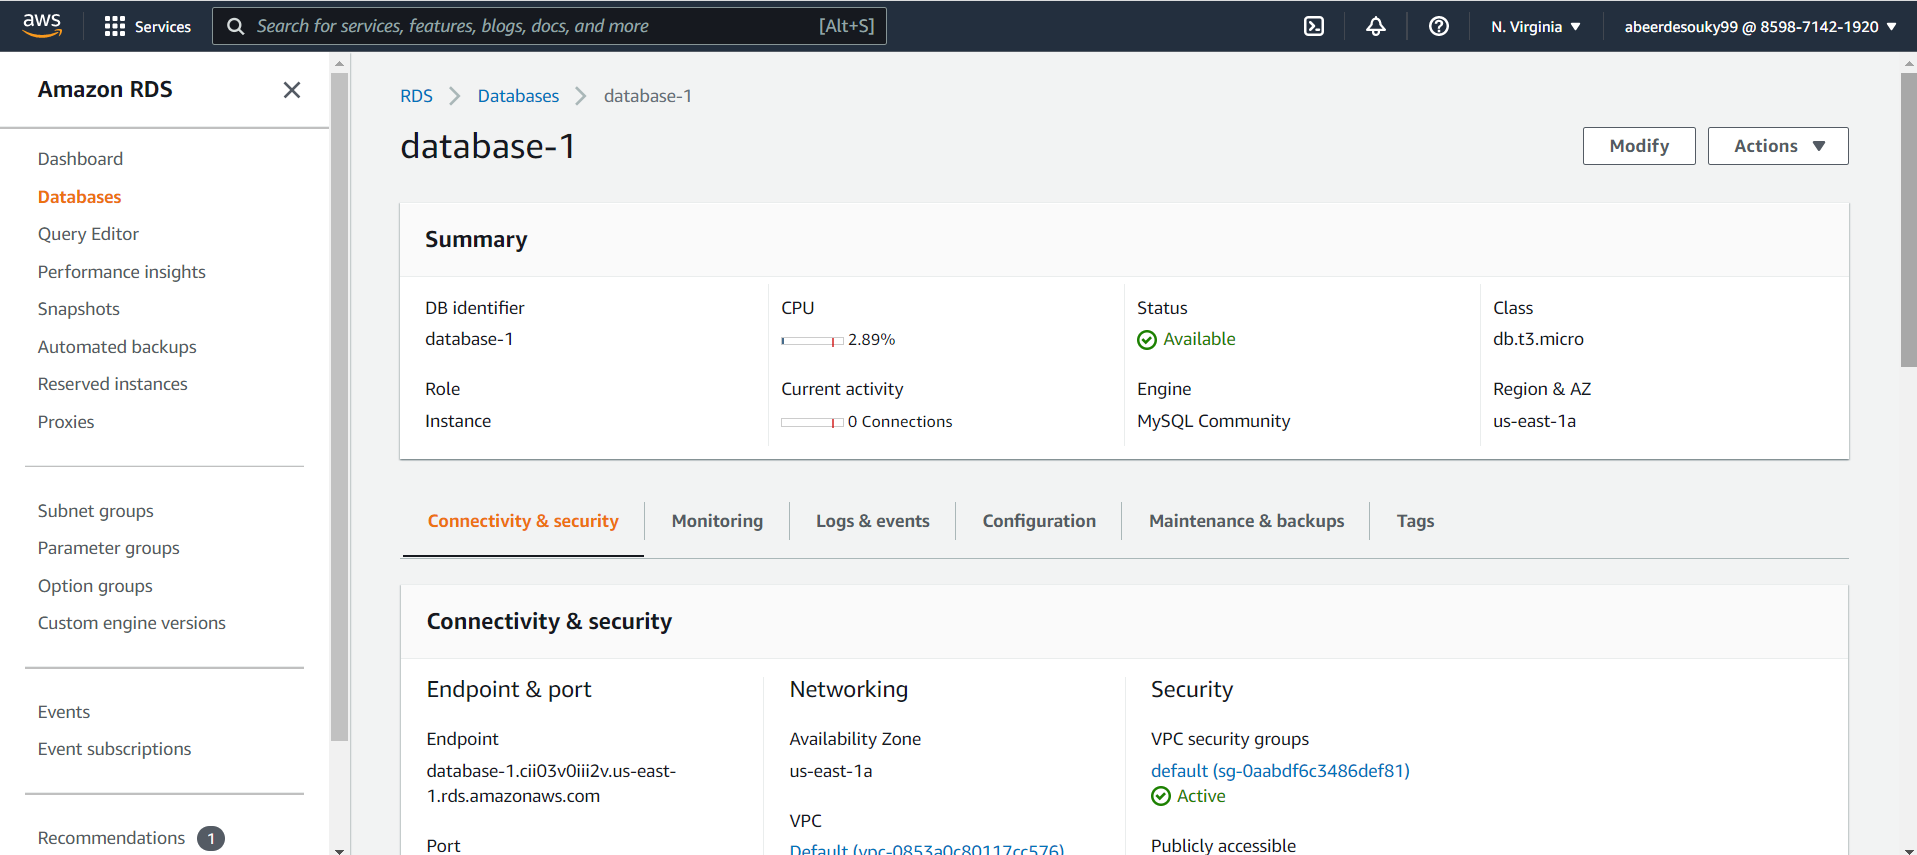 aws
Services
Search for services, features, blogs, docs, and more
[Alt+S]
N. Virginia
abeerdesouky99 @ 8598-7142-1920
Amazon RDS
Dashboard
Databases
Query Editor
Performance insights
Snapshots
Automated backups
Reserved instances
Proxies
Subnet groups
Parameter groups
Option groups
Custom engine versions
Events
Event subscriptions
Recommendations 1
RDS > Databases > database-1
database-1
Modify
Actions
Summary
DB identifier
database-1
CPU
2.89%
Status
Available
Class
db.t3.micro
Role
Instance
Current activity
0 Connections
Engine
MySQL Community
Region & AZ
us-east-1a
Connectivity & security
Monitoring
Logs & events
Configuration
Maintenance & backups
Tags
Connectivity & security
Endpoint & port
Endpoint
database-1.cii03v0iii2v.us-east-
1.rds.amazonaws.com
Port
Networking
Availability Zone
us-east-1a
VPC
Default (vpc-0853a0c80117cc576)
Security
VPC security groups
default (sg-0aabdf6c3486def81)
Active
Publicly accessible